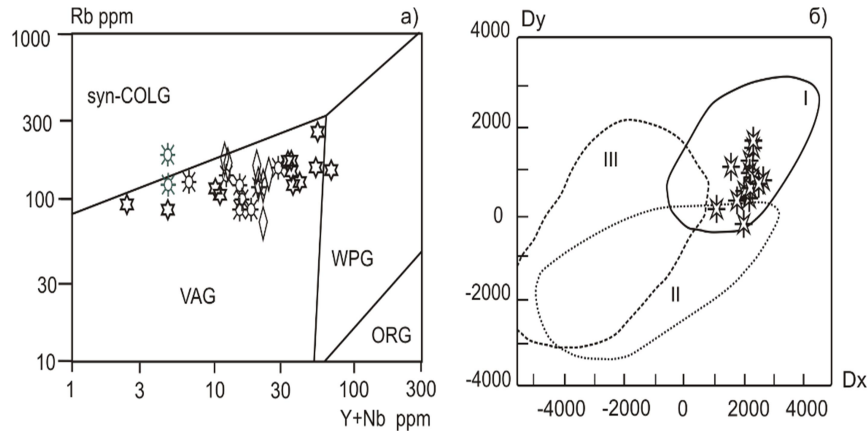 Rb ppm
а)
1000
300
100
30
10
syn-COLG
VAG
WPG
ORG
1 3 10 30 100 300
Y+Nb ppm
Dy
б)
4000
2000
0
-2000
-4000
I
III
II
-4000 -2000 0 2000 4000
Dx